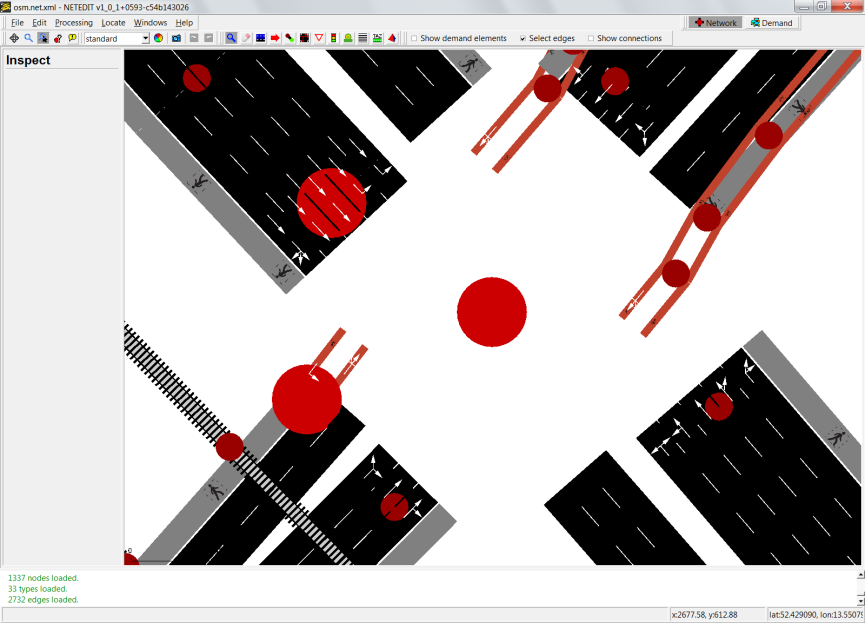 osm.net.xml - NETEDIT v1_0_1+0593-c54b143026
File Edit Processing Locate Windows Help
Network Demand
standard
Show demand elements Select edges Show connections
Inspect
1337 nodes loaded.
33 types loaded.
2732 edges loaded.
x:2677.58, y:612.88 lat:52.429090, lon:13.55079